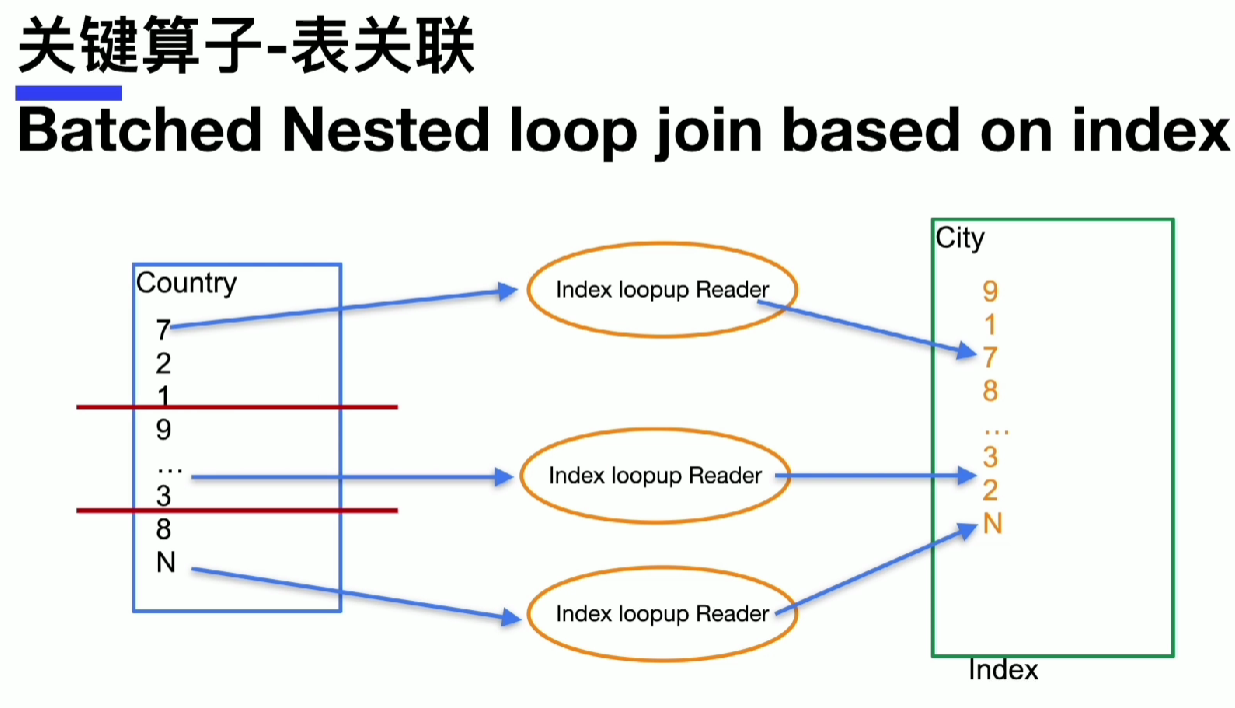 关键算子-表关联
Batched Nested loop join based on index
Country
7
2
1
9
...
3
8
N
Index loopup Reader
Index loopup Reader
Index loopup Reader
City
9
1
7
8
...
3
2
N
Index